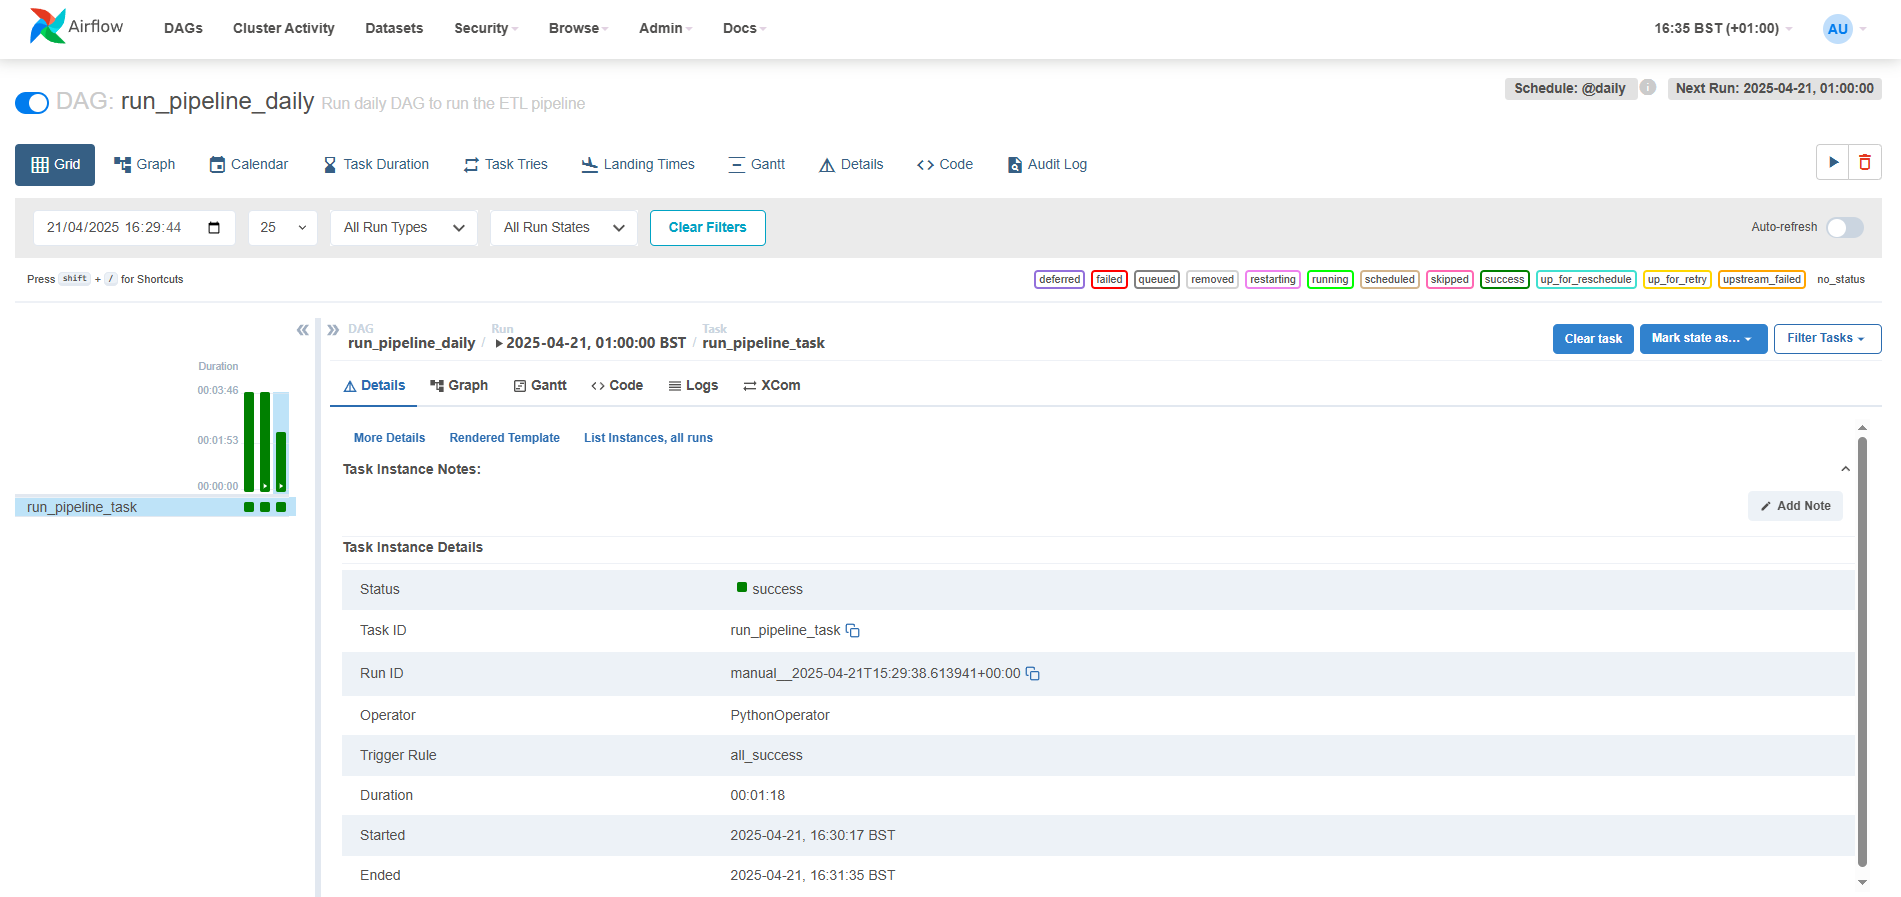 Airflow DAGs Cluster Activity Datasets Security Browse Admin Docs 16:35 BST (+01:00) AU
DAG: run_pipeline_daily Run daily DAG to run the ETL pipeline
Schedule: @daily i Next Run: 2025-04-21, 01:00:00
Grid Graph Calendar Task Duration Task Tries Landing Times Gantt Details Code Audit Log
21/04/2025 16:29:44 25 All Run Types All Run States Clear Filters Auto-refresh
Press shift + / for Shortcuts
deferred failed queued removed restarting running scheduled skipped success up_for_reschedule up_for_retry upstream_failed no_status
DAG Run Task
run_pipeline_daily / 2025-04-21, 01:00:00 BST / run_pipeline_task
Clear task Mark state as... Filter Tasks
Duration
00:03:46
00:01:53
00:00:00
run_pipeline_task
Details Graph Gantt Code Logs XCom
More Details Rendered Template List Instances, all runs
Task Instance Notes:
Add Note
Task Instance Details
Status success
Task ID run_pipeline_task
Run ID manual__2025-04-21T15:29:38.613941+00:00
Operator PythonOperator
Trigger Rule all_success
Duration 00:01:18
Started 2025-04-21, 16:30:17 BST
Ended 2025-04-21, 16:31:35 BST